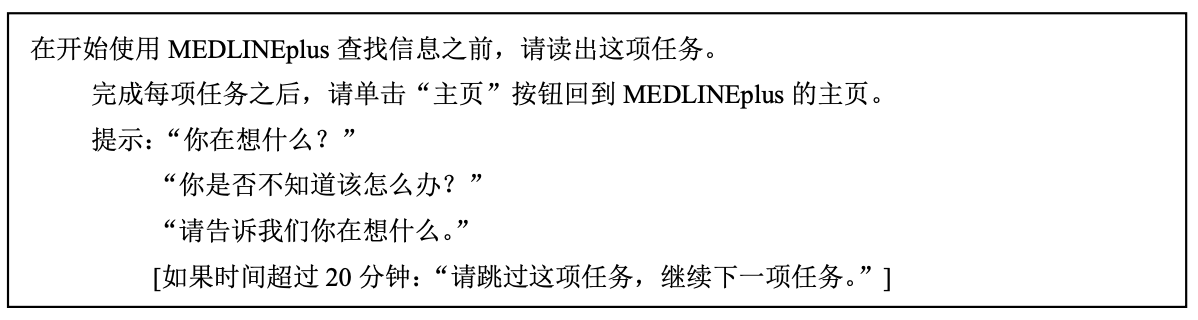 在开始使用 MEDLINEplus 查找信息之前，请读出这项任务。
完成每项任务之后，请单击“主页”按钮回到 MEDLINEplus 的主页。
提示：“你在想什么？”
“你是否不知道该怎么办？”
“请告诉我们你在想什么。”
[如果时间超过 20 分钟：“请跳过这项任务，继续下一项任务。”]